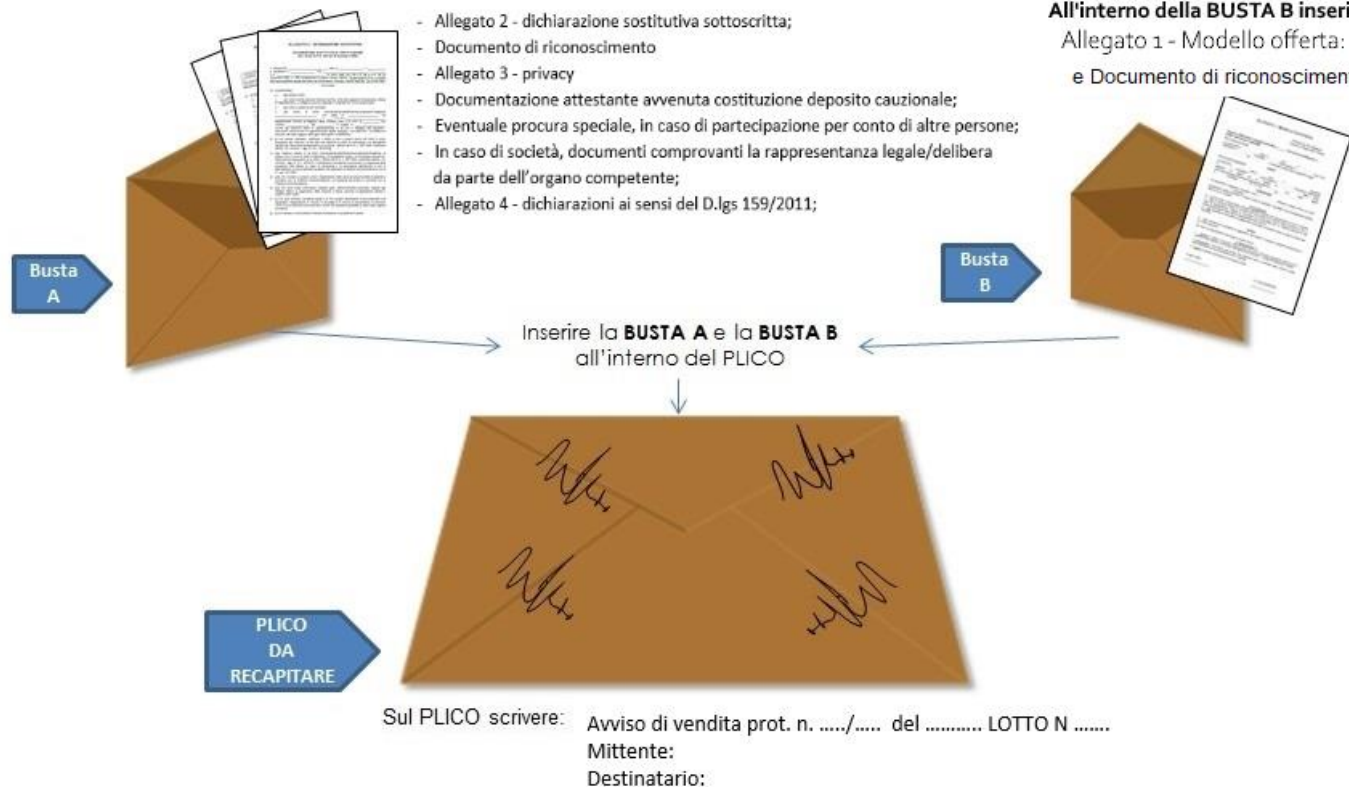 - Allegato 2 - dichiarazione sostitutiva sottoscritta;
- Documento di riconoscimento
- Allegato 3 - privacy
- Documentazione attestante avvenuta costituzione deposito cauzionale;
- Eventuale procura speciale, in caso di partecipazione per conto di altre persone;
- In caso di società, documenti comprovanti la rappresentanza legale/delibera
da parte dell'organo competente;
- Allegato 4 - dichiarazioni ai sensi del D.lgs 159/2011;
All'interno della BUSTA B inseri
Allegato 1 - Modello offerta:
e Documento di riconoscimen
Busta
A
Busta
B
Inserire la BUSTA A e la BUSTA B
all'interno del PLICO
PLICO
DA
RECAPITARE
Sul PLICO scrivere:
Avviso di vendita prot. n. ...../..... del ........... LOTTO N .......
Mittente:
Destinatario: